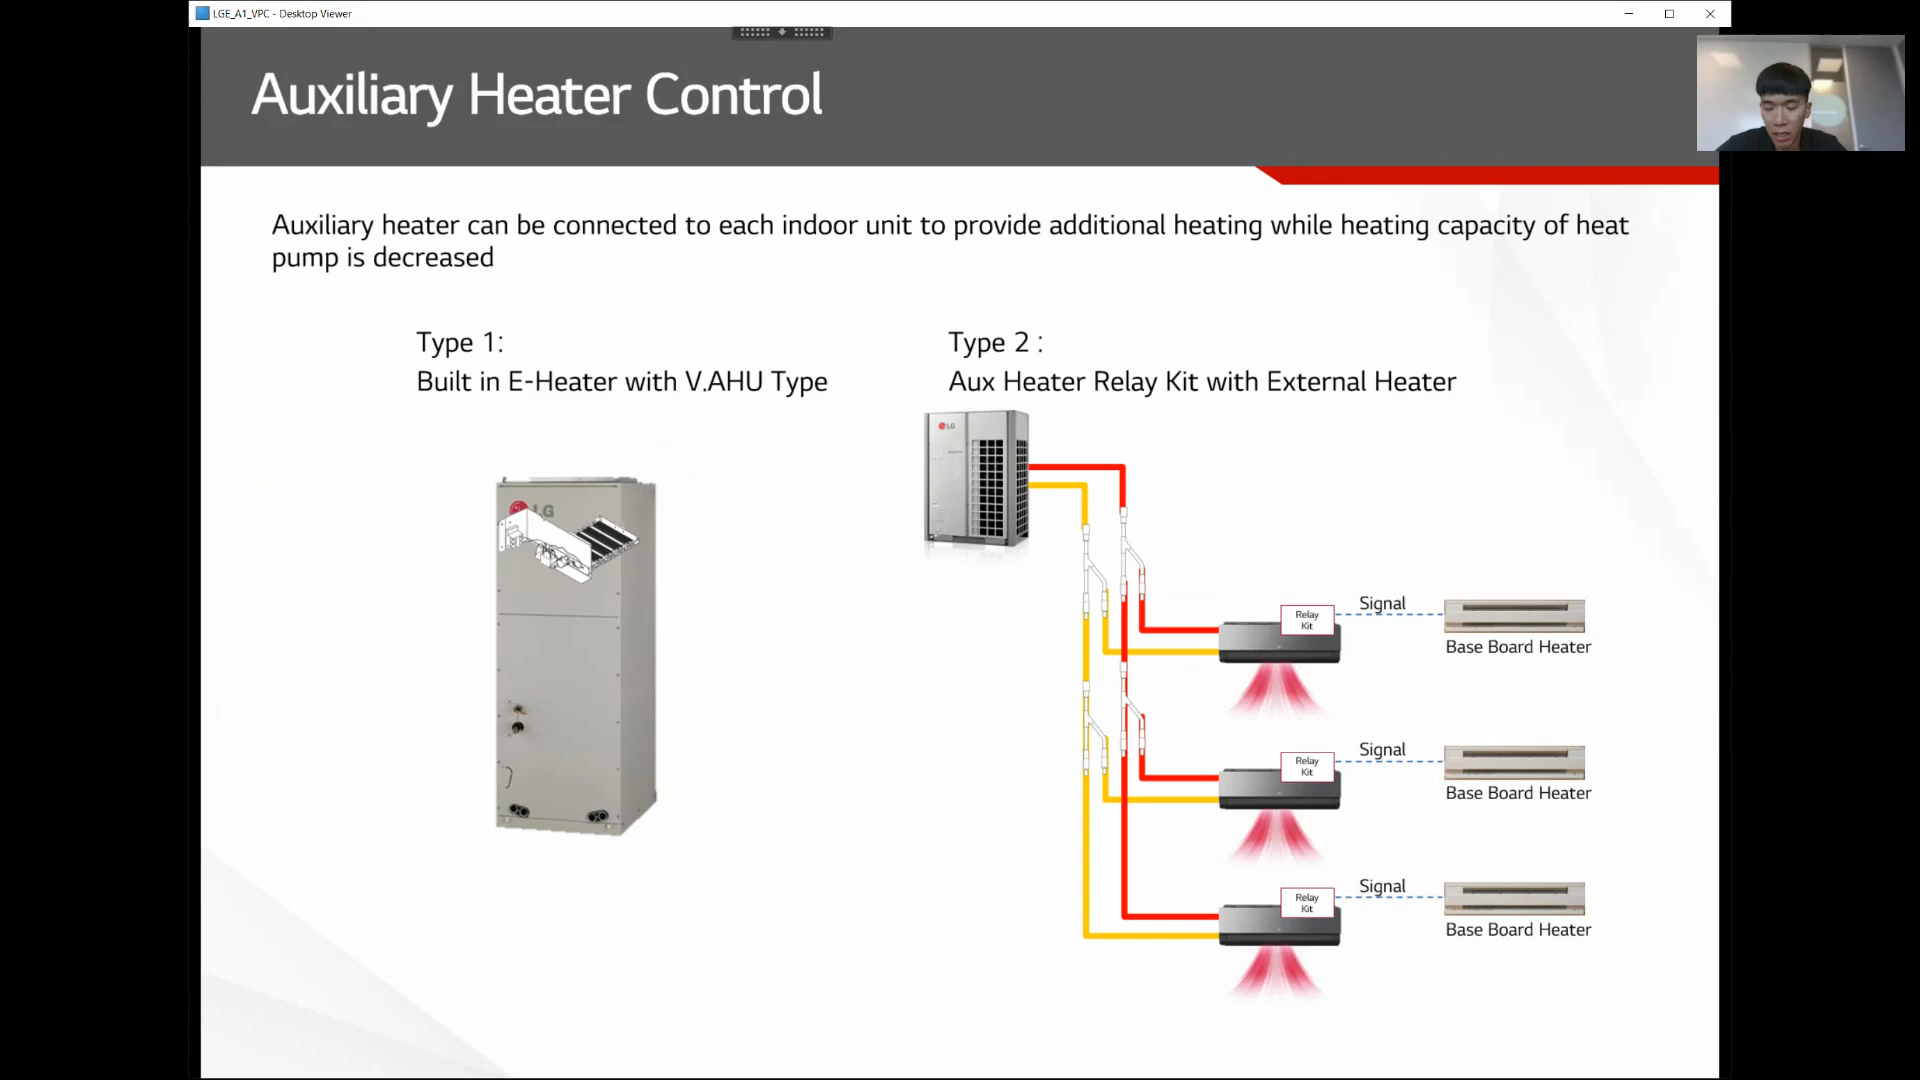 LGE_A1_VPC - Desktop Viewer
Auxiliary Heater Control
Auxiliary heater can be connected to each indoor unit to provide additional heating while heating capacity of heat
pump is decreased
Type 1:
Built in E-Heater with V.AHU Type
Type 2 :
Aux Heater Relay Kit with External Heater
LG
LG
Relay
Kit
Signal
Base Board Heater
Relay
Kit
Signal
Base Board Heater
Relay
Kit
Signal
Base Board Heater